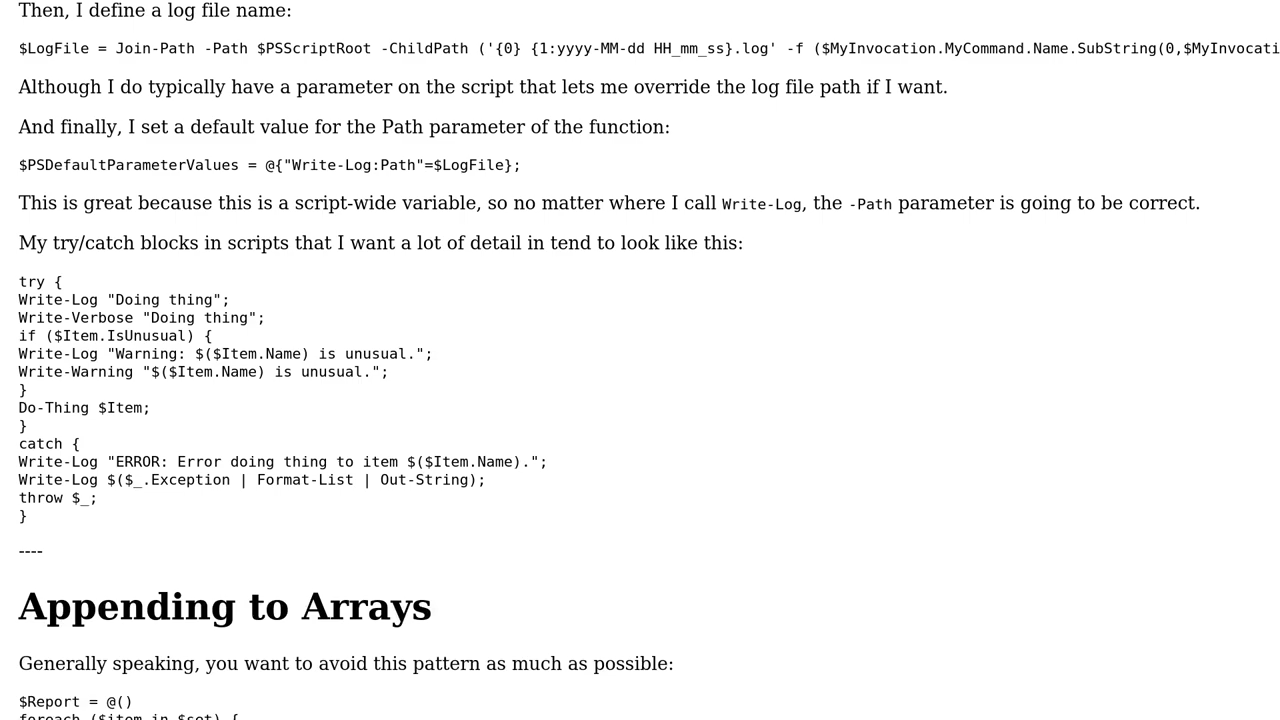 Then, I define a log file name:
$LogFile = Join-Path -Path $PSScriptRoot -ChildPath ('{0} {1:yyyy-MM-dd HH_mm_ss}.log' -f ($MyInvocation.MyCommand.Name.SubString(0,$MyInvocati
Although I do typically have a parameter on the script that lets me override the log file path if I want.
And finally, I set a default value for the Path parameter of the function:
$PSDefaultParameterValues = @{"Write-Log:Path"=$LogFile};
This is great because this is a script-wide variable, so no matter where I call Write-Log, the -Path parameter is going to be correct.
My try/catch blocks in scripts that I want a lot of detail in tend to look like this:
try {
Write-Log "Doing thing";
Write-Verbose "Doing thing";
if ($Item.IsUnusual) {
Write-Log "Warning: $($Item.Name) is unusual.";
Write-Warning "$($Item.Name) is unusual.";
}
Do-Thing $Item;
}
catch {
Write-Log "ERROR: Error doing thing to item $($Item.Name).";
Write-Log $($_.Exception | Format-List | Out-String);
throw $_;
}
----
Appending to Arrays
Generally speaking, you want to avoid this pattern as much as possible:
$Report = @()
foreach ($item in $set) {